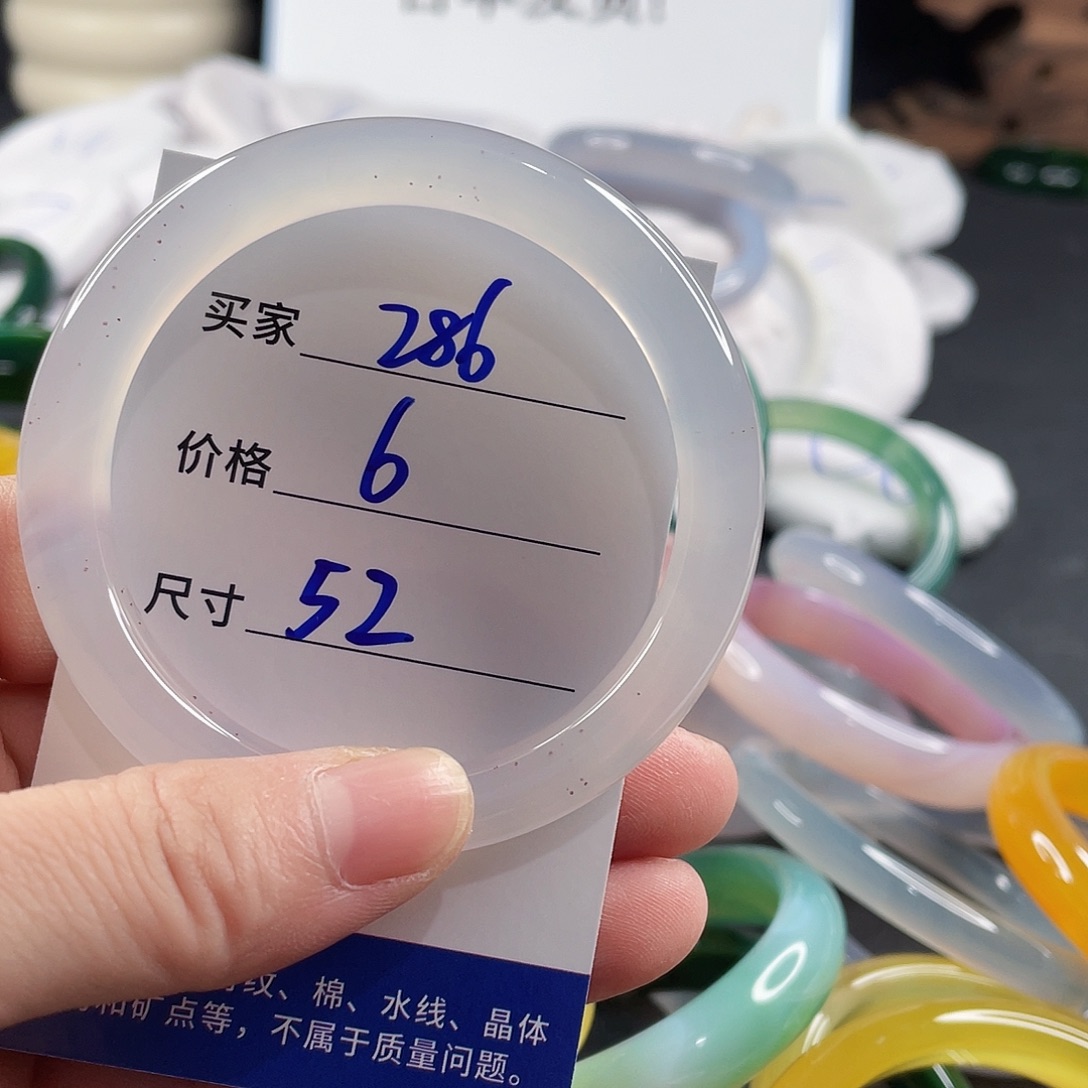 买家 286
价格 6
尺寸 52
纹、棉、水线、晶体
和矿点等，不属于质量问题。